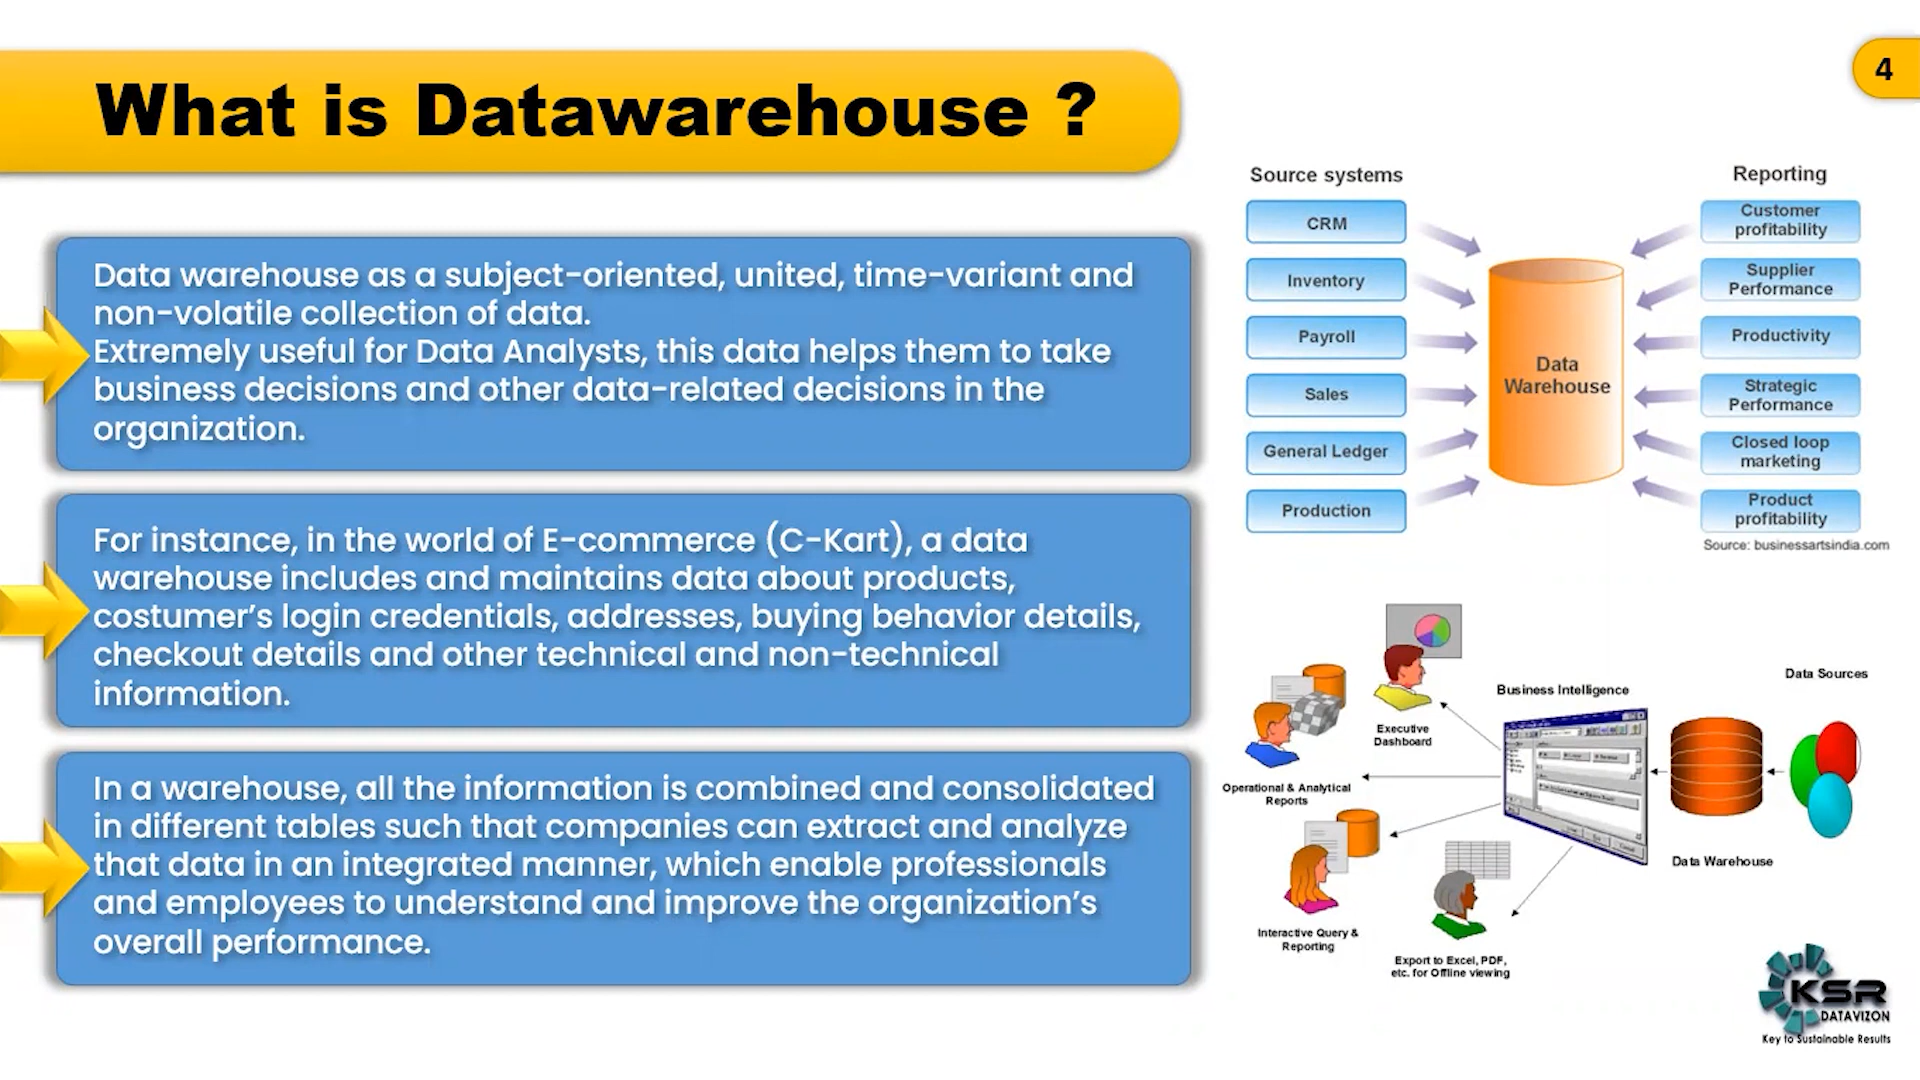 What is Datawarehouse ?
4
Data warehouse as a subject-oriented, united, time-variant and
non-volatile collection of data.
Extremely useful for Data Analysts, this data helps them to take
business decisions and other data-related decisions in the
organization.
For instance, in the world of E-commerce (C-Kart), a data
warehouse includes and maintains data about products,
costumer's login credentials, addresses, buying behavior details,
checkout details and other technical and non-technical
information.
In a warehouse, all the information is combined and consolidated
in different tables such that companies can extract and analyze
that data in an integrated manner, which enable professionals
and employees to understand and improve the organization's
overall performance.
Source systems
CRM
Inventory
Payroll
Sales
General Ledger
Production
Data
Warehouse
Reporting
Customer
profitability
Supplier
Performance
Productivity
Strategic
Performance
Closed loop
marketing
Product
profitability
Source: businessartsindia.com
Executive
Dashboard
Business Intelligence
Data Sources
Operational & Analytical
Reports
Data Warehouse
Interactive Query &
Reporting
Export to Excel, PDF,
etc. for Offline viewing
KSR
DATAVIZON
Key to Sustainable Results